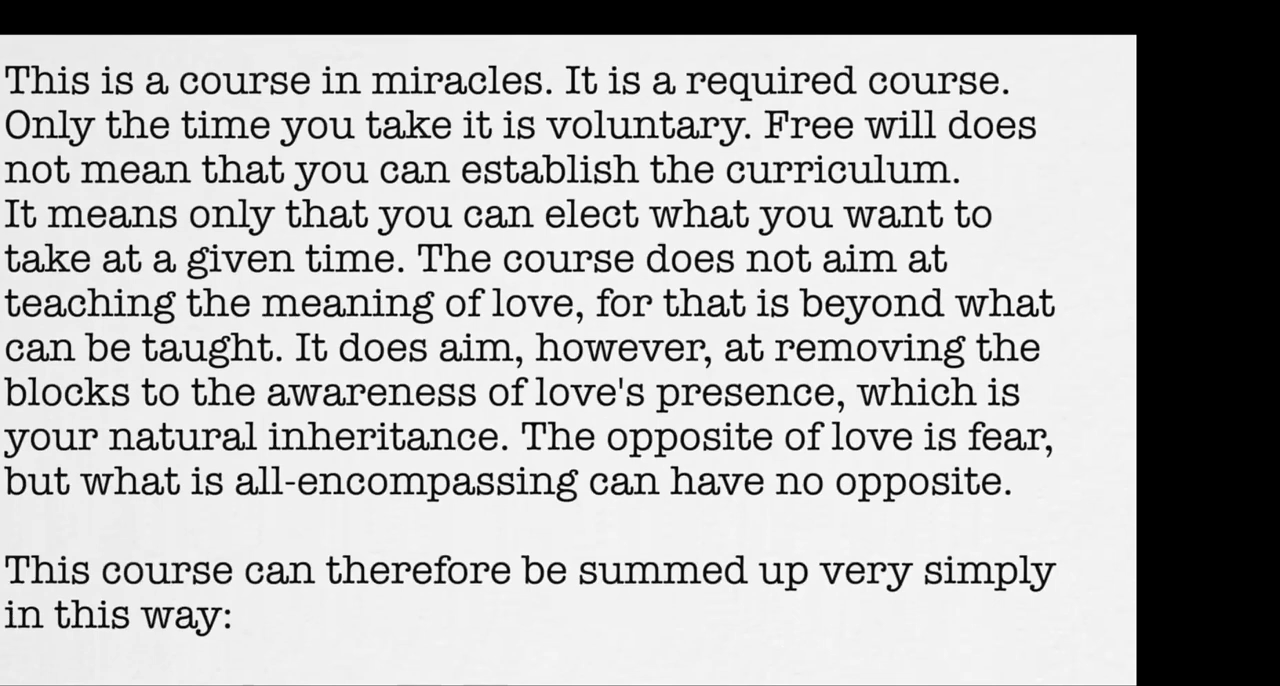 This is a course in miracles. It is a required course.
Only the time you take it is voluntary. Free will does
not mean that you can establish the curriculum.
It means only that you can elect what you want to
take at a given time. The course does not aim at
teaching the meaning of love, for that is beyond what
can be taught. It does aim, however, at removing the
blocks to the awareness of love's presence, which is
your natural inheritance. The opposite of love is fear,
but what is all-encompassing can have no opposite.
This course can therefore be summed up very simply
in this way: